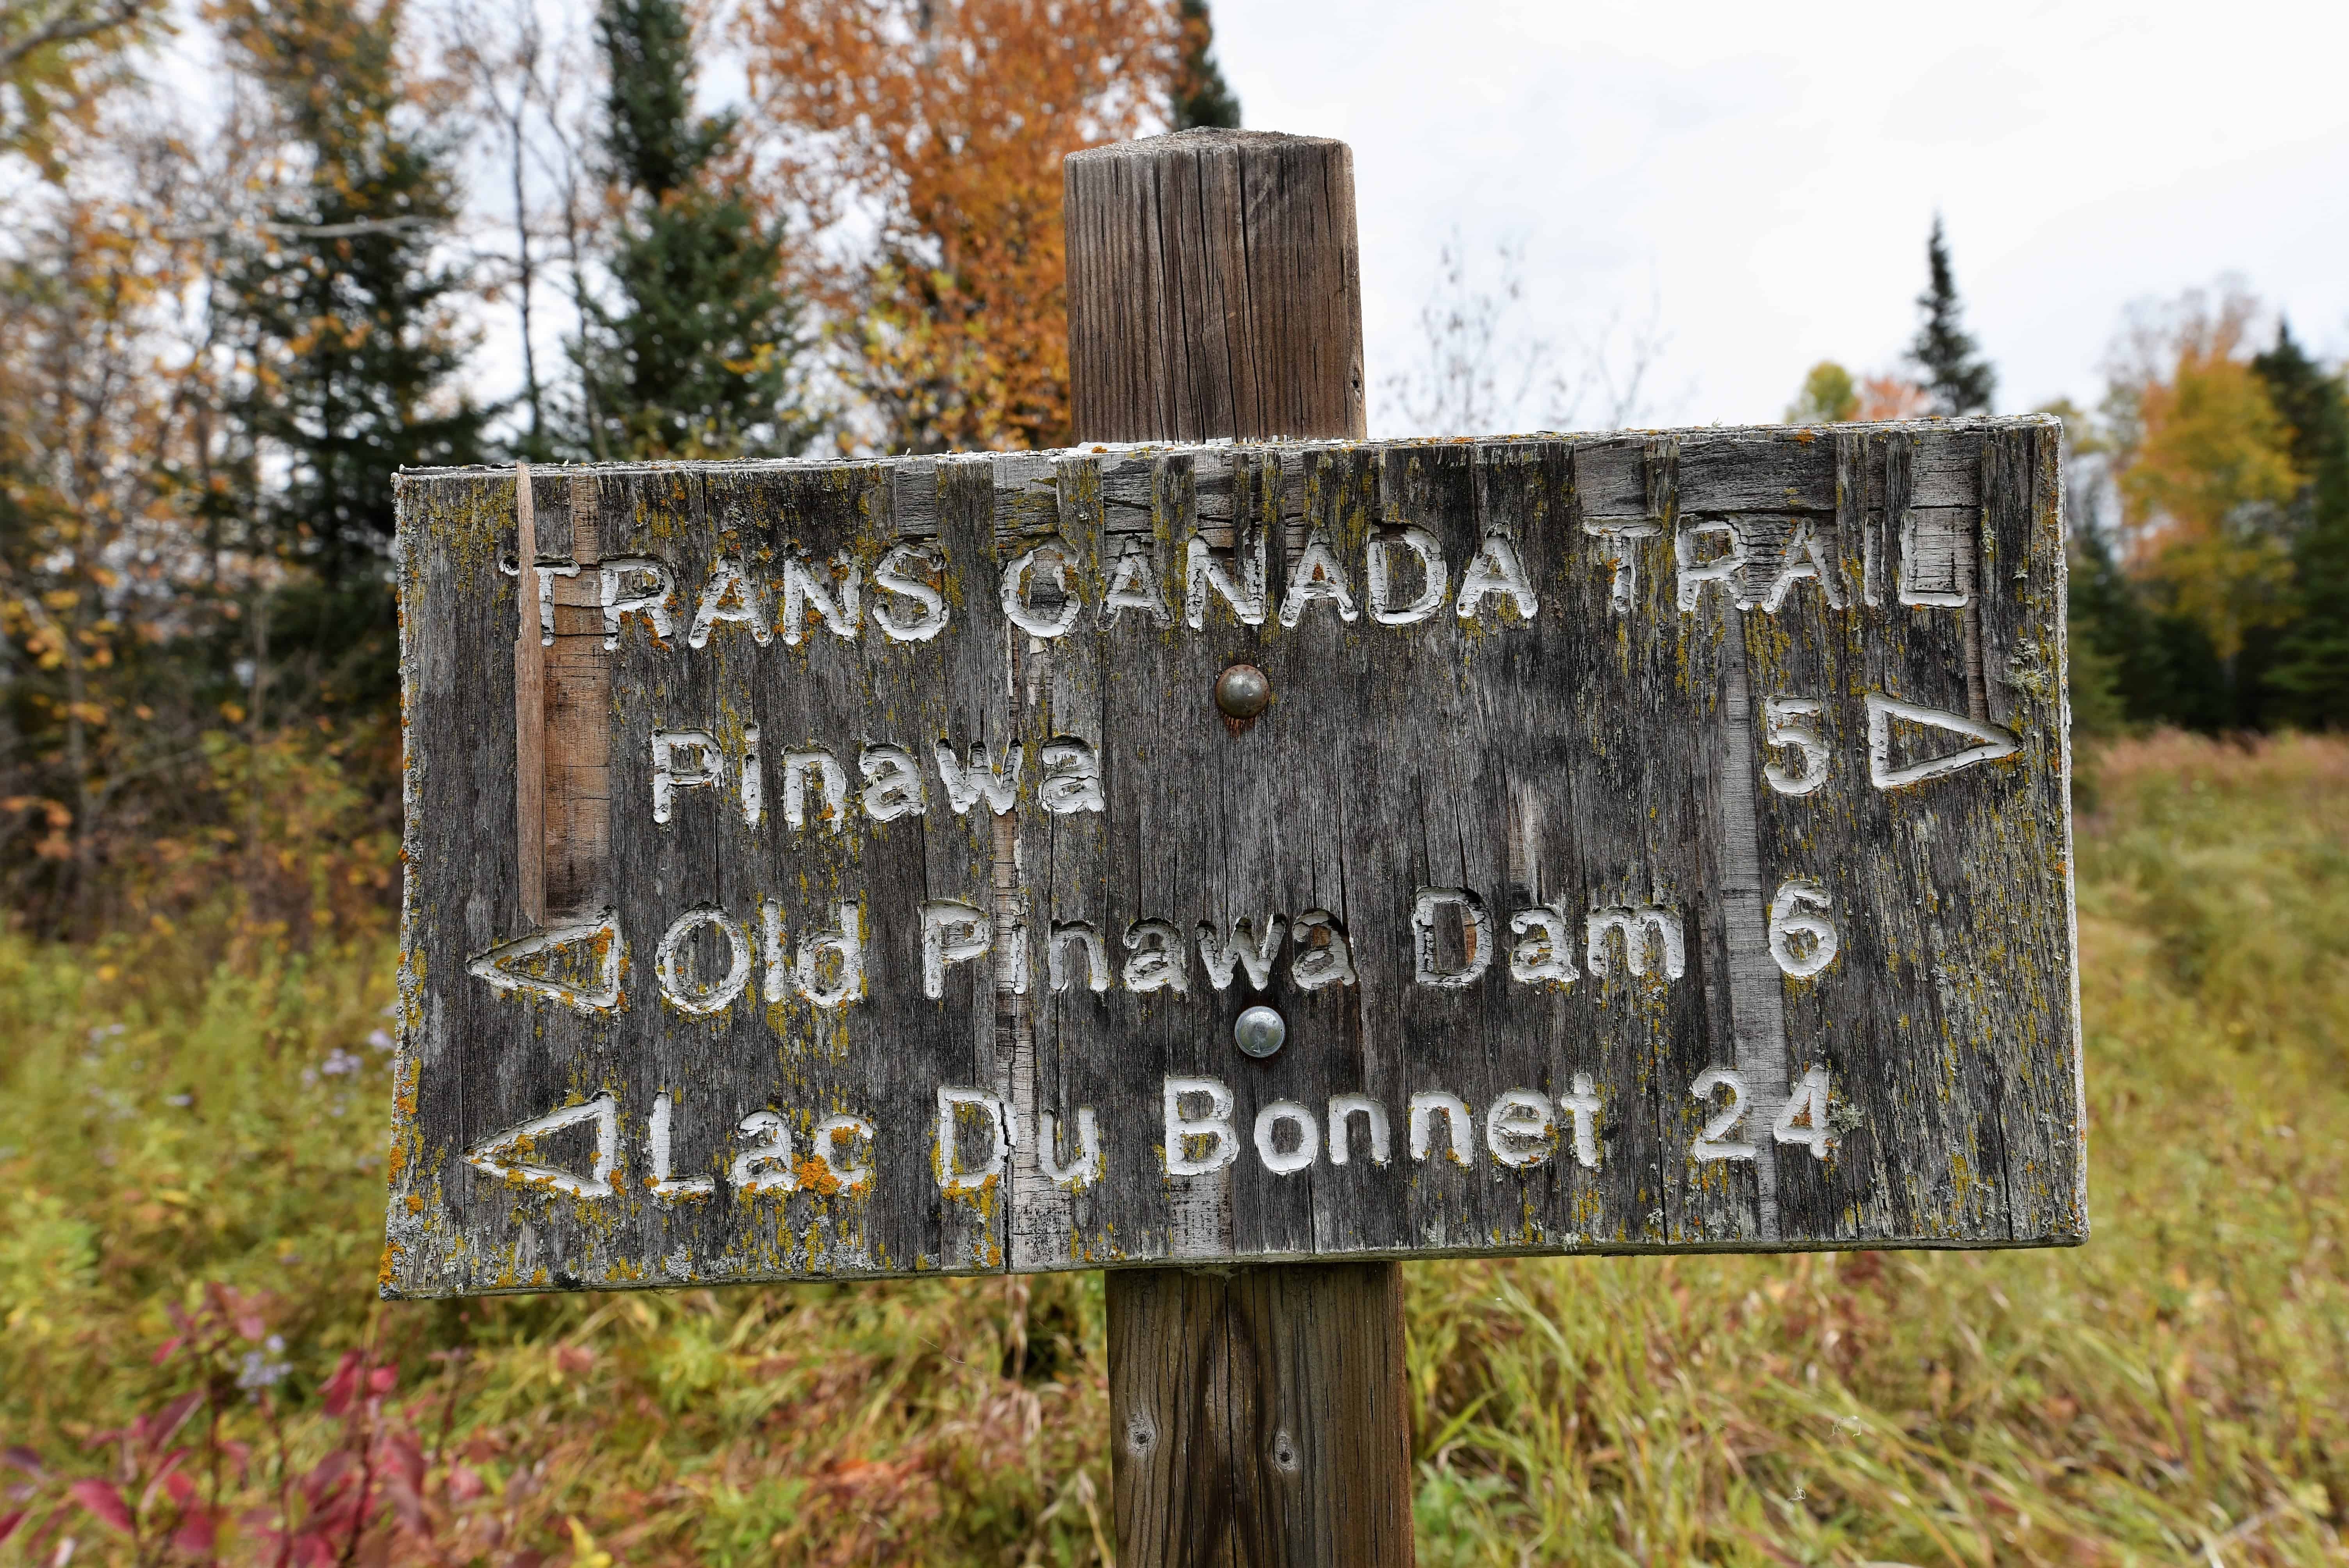 TRANS CANADA TRAIL
Pinawa 5
Old Pinawa Dam 6
Lac Du Bonnet 24